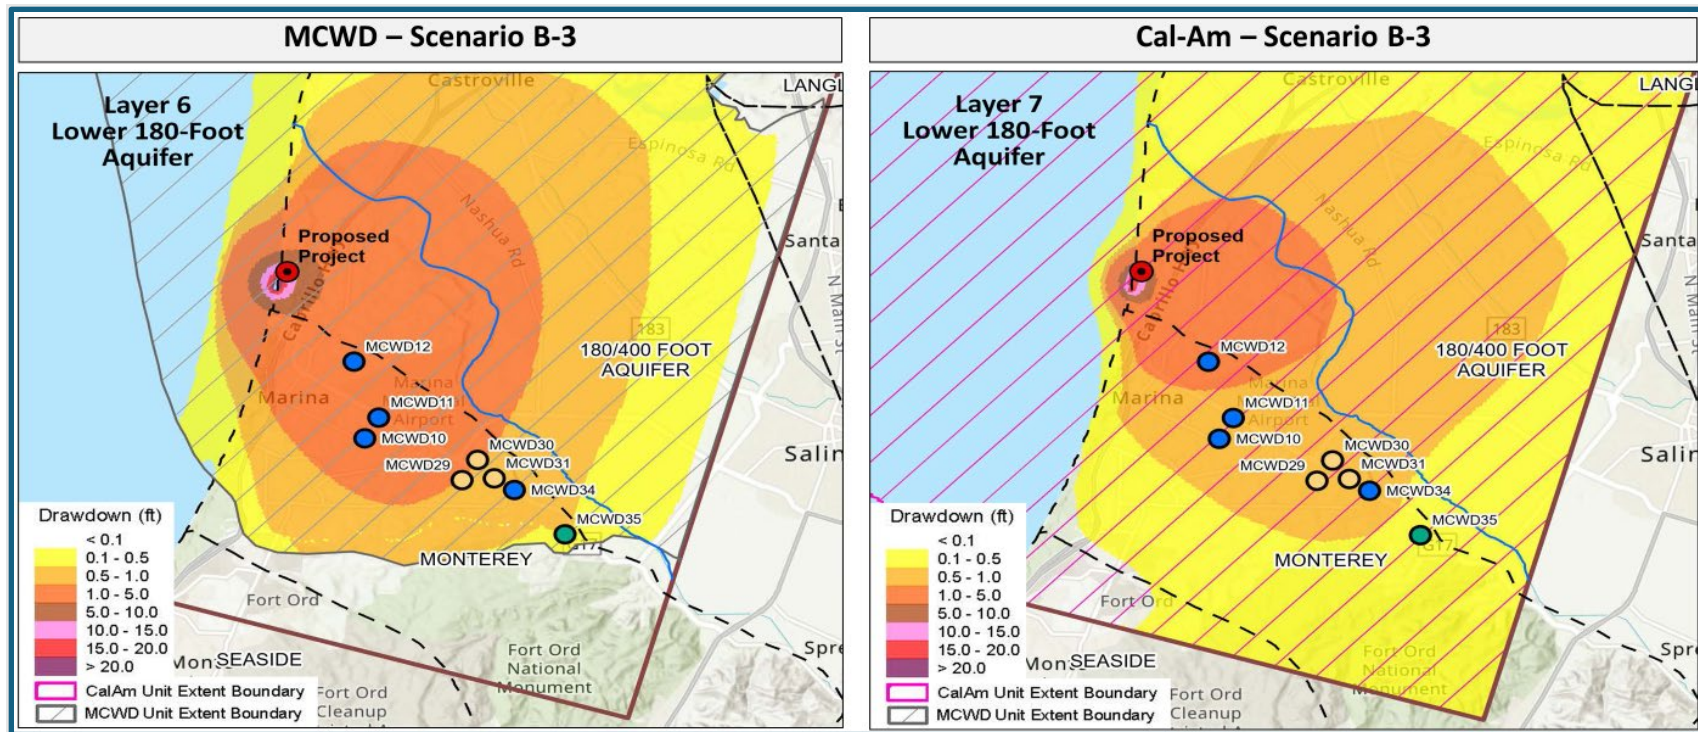 MCWD – Scenario B-3
Layer 6
Lower 180-Foot
Aquifer
Castroville
LANGL
Espinosa Rd
Nashua Rd
Santa
N Main St
Proposed
Project
183
180/400 FOOT
AQUIFER
MCWD12
Marina
Marina
Airport
MCWD11
MCWD10
MCWD30
MCWD29
MCWD31
MCWD34
MCWD35
Salin
G17
MONTEREY
Fort Ord
Spre
Fort Ord
National
Monument
Mon
SEASIDE
Fort Ord
Cleanup
Drawdown (ft)
< 0.1
0.1 - 0.5
0.5 - 1.0
1.0 - 5.0
5.0 - 10.0
10.0 - 15.0
15.0 - 20.0
> 20.0
CalAm Unit Extent Boundary
MCWD Unit Extent Boundary
Cal-Am – Scenario B-3
Layer 7
Lower 180-Foot
Aquifer
Castroville
LANGL
Espinosa Rd
Nashua Rd
Santa
N Main St
Proposed
Project
183
180/400 FOOT
AQUIFER
MCWD12
Marina
Marina
Airport
MCWD11
MCWD10
MCWD30
MCWD29
MCWD31
MCWD34
MCWD35
Salin
G17
MONTEREY
Fort Ord
Spre
Fort Ord
National
Monument
Mon
SEASIDE
Fort Ord
Cleanup
Drawdown (ft)
< 0.1
0.1 - 0.5
0.5 - 1.0
1.0 - 5.0
5.0 - 10.0
10.0 - 15.0
15.0 - 20.0
> 20.0
CalAm Unit Extent Boundary
MCWD Unit Extent Boundary